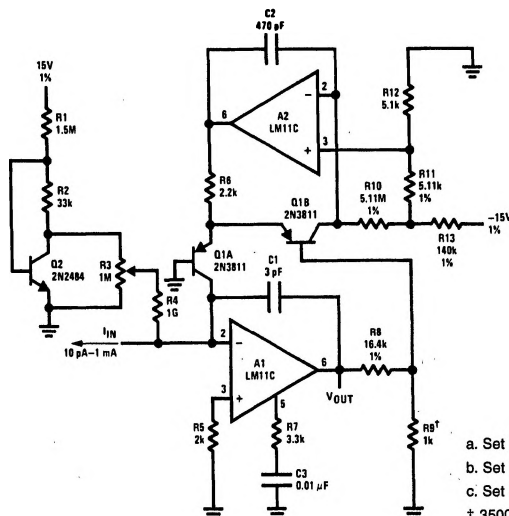 C2
470 pF
15V
1%
R1
1.5M
R12
5.1k
6
A2
LM11C
2
3
R2
33k
R6
2.2k
R11
5.11k
1%
Q1B
2N3811
R10
5.11M
1%
-15V
1%
R13
140k
1%
Q2
2N2484
R3
1M
Q1A
2N3811
R4
1G
C1
3 pF
IIN
10 pA–1 mA
2
A1
LM11C
6
3
5
VOUT
R8
16.4k
1%
R5
2k
R7
3.3k
C3
0.01 µF
R9†
1k
a. Set
b. Set
c. Set
‡ 3500